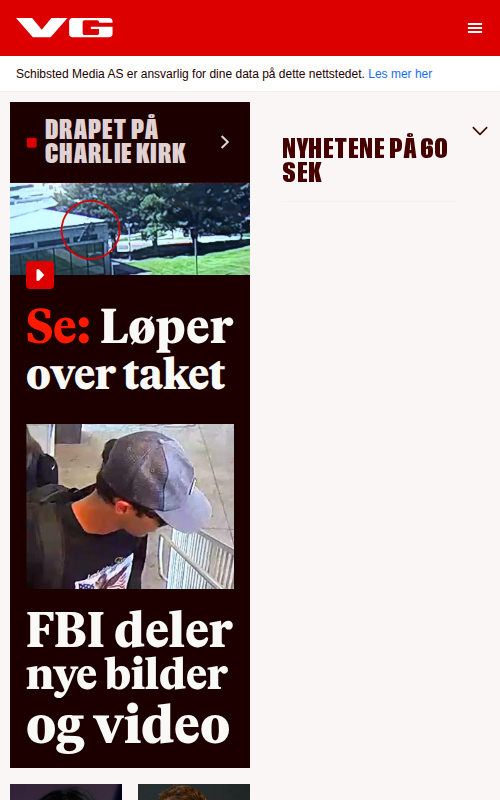 VG
Schibsted Media AS er ansvarlig for dine data på dette nettstedet. Les mer her
DRAPET PÅ
CHARLIE KIRK
Se: Løper
over taket
FBI deler
nye bilder
og video
NYHETENE PÅ 60
SEK